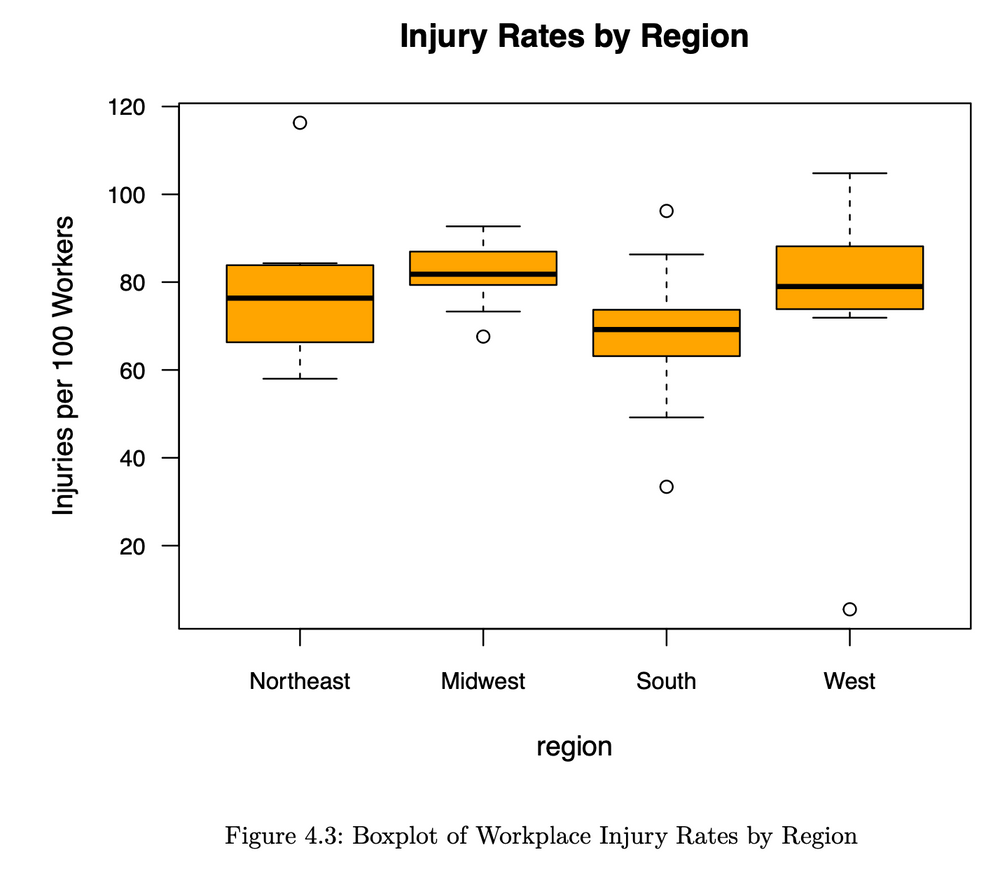 Injury Rates by Region
Injuries per 100 Workers
120
100
80
60
40
20
Northeast Midwest South West
region
Figure 4.3: Boxplot of Workplace Injury Rates by Region